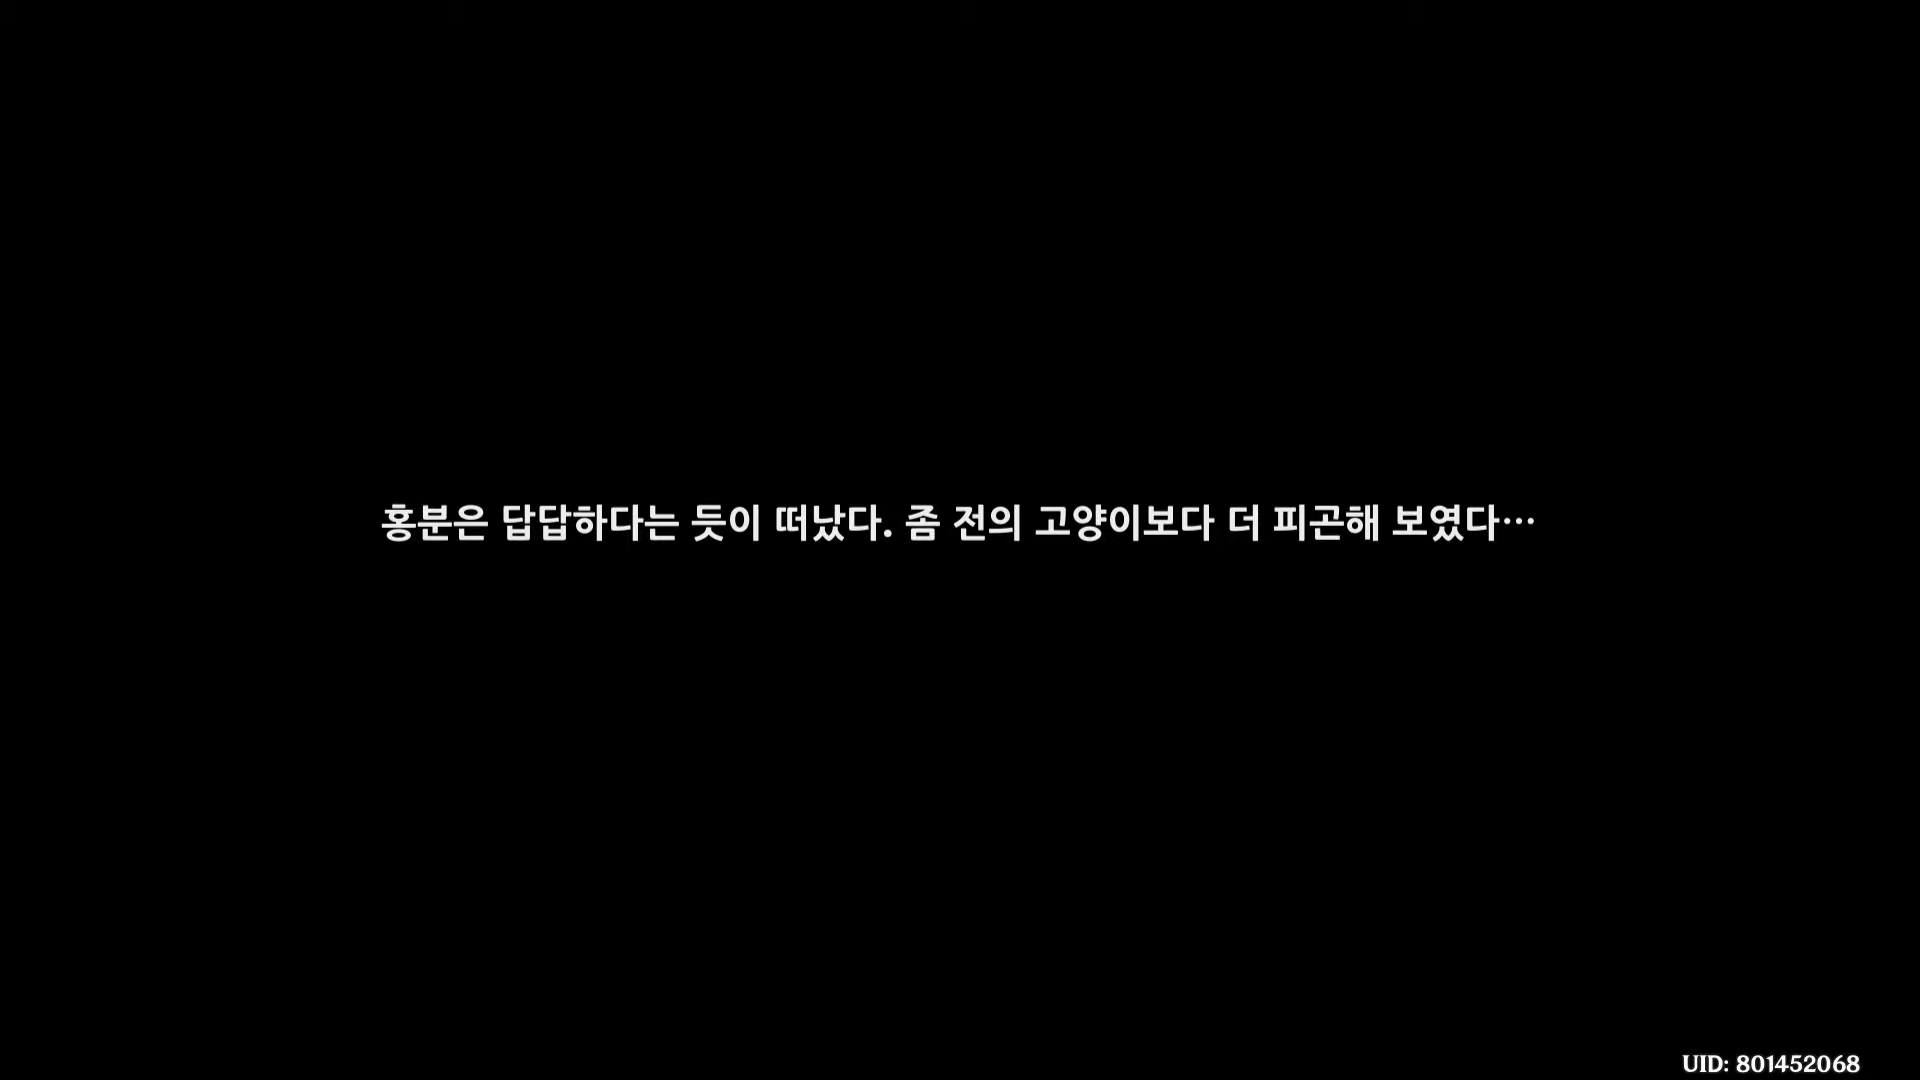 홍분은 답답하다는 듯이 떠났다. 좀 전의 고양이보다 더 피곤해 보였다…
UID: 801452068